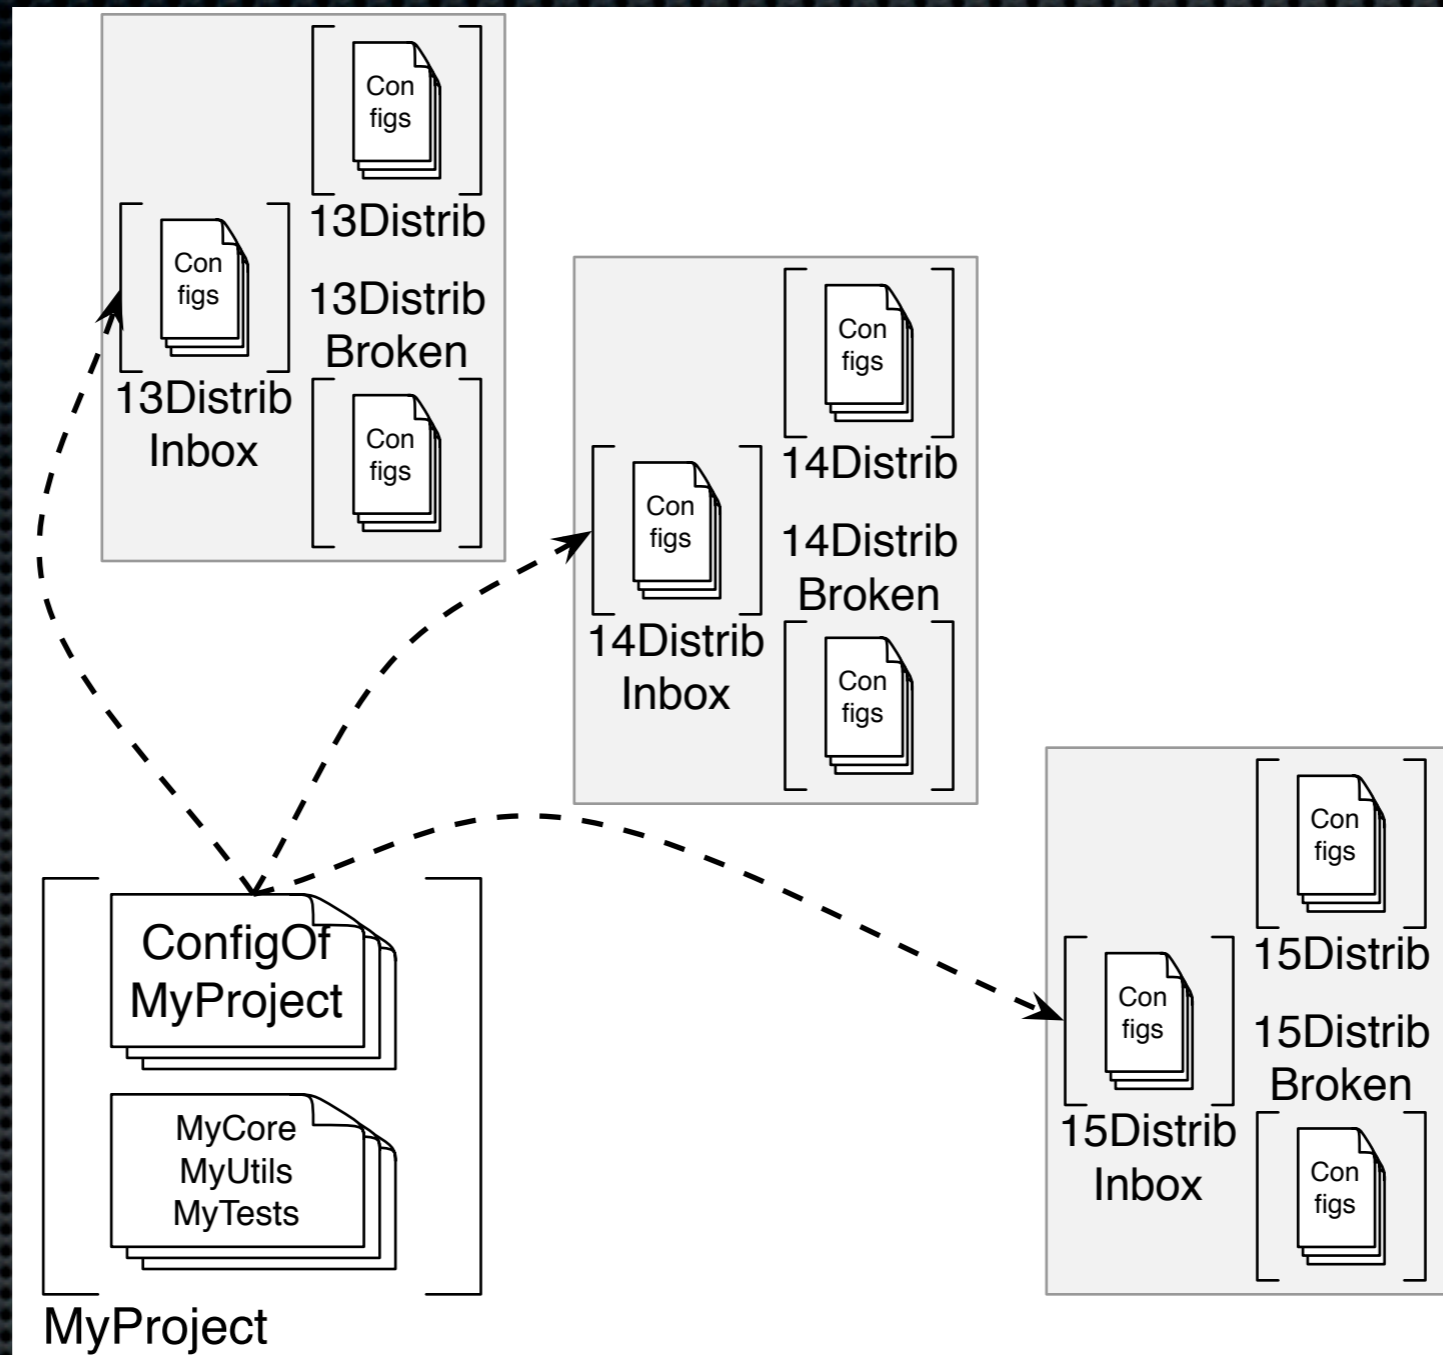 Con
figs
13Distrib
Con
figs
13Distrib
Inbox
13Distrib
Broken
Con
figs
Con
figs
14Distrib
Con
figs
14Distrib
Inbox
14Distrib
Broken
Con
figs
Con
figs
15Distrib
Con
figs
15Distrib
Inbox
15Distrib
Broken
Con
figs
ConfigOf
MyProject
MyCore
MyUtils
MyTests
MyProject